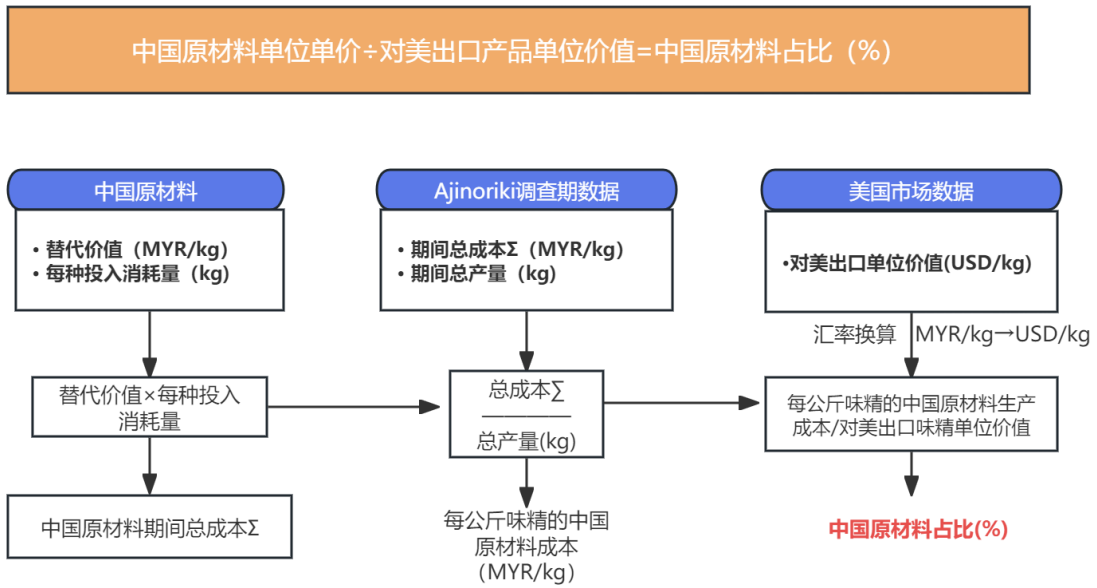 中国原材料单位单价÷对美出口产品单位价值=中国原材料占比（%）
中国原材料
• 替代价值（MYR/kg）
• 每种投入消耗量（kg)
替代价值×每种投入
消耗量
中国原材料期间总成本Σ
Ajinoriki调查期数据
• 期间总成本Σ（MYR/kg）
• 期间总产量（kg）
总成本∑
————
总产量(kg)
每公斤味精的中国
原材料成本
（MYR/kg）
美国市场数据
•对美出口单位价值(USD/kg)
汇率换算 MYR/kg→USD/kg
每公斤味精的中国原材料生产
成本/对美出口味精单位价值
中国原材料占比(%)